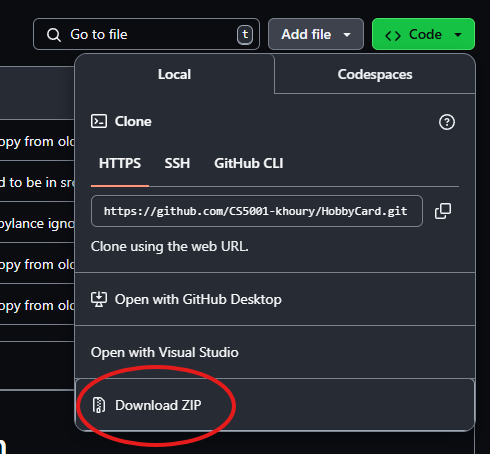 Go to file
t
Add file
Code
Local
Codespaces
Clone
HTTPS
SSH
GitHub CLI
https://github.com/CS5001-khoury/HobbyCard.git
Clone using the web URL.
Open with GitHub Desktop
Open with Visual Studio
Download ZIP
opy from old
d to be in src
pylance igno
opy from old
opy from old
n